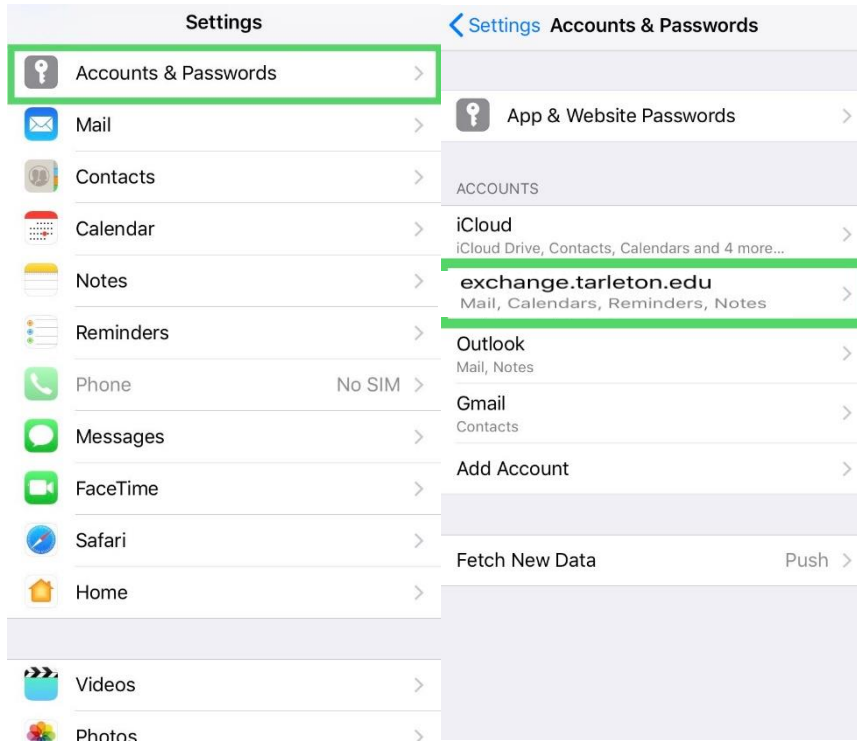 Settings
Accounts & Passwords
Mail
Contacts
Calendar
Notes
Reminders
Phone No SIM
Messages
FaceTime
Safari
Home
Videos
Photos
Settings Accounts & Passwords
App & Website Passwords
ACCOUNTS
iCloud
iCloud Drive, Contacts, Calendars and 4 more...
exchange.tarleton.edu
Mail, Calendars, Reminders, Notes
Outlook
Mail, Notes
Gmail
Contacts
Add Account
Fetch New Data Push